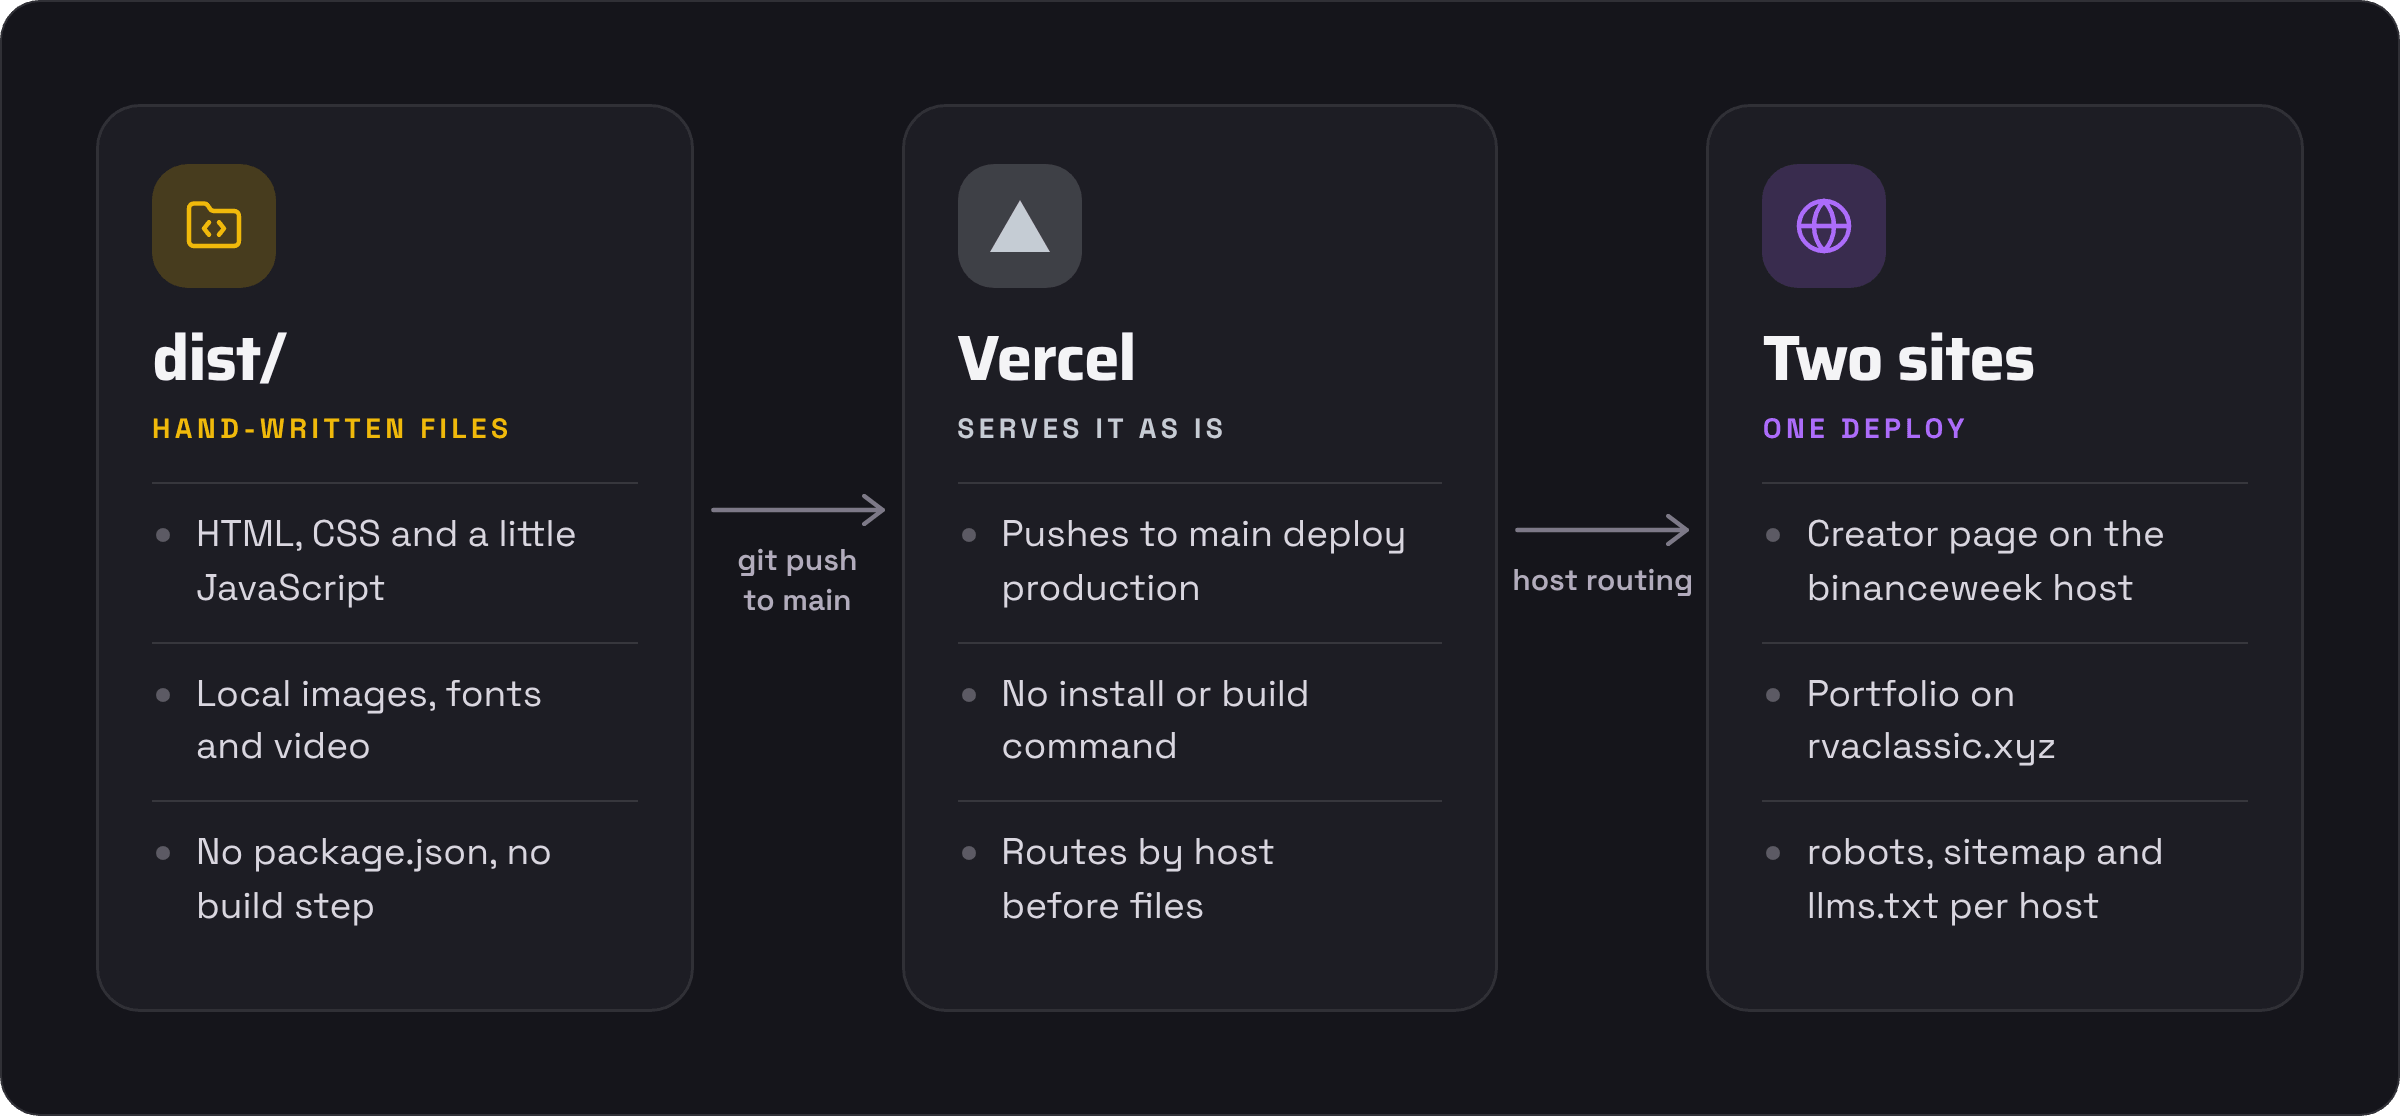 dist/
HAND-WRITTEN FILES
HTML, CSS and a little
JavaScript
Local images, fonts
and video
No package.json, no
build step
git push
to main
Vercel
SERVES IT AS IS
Pushes to main deploy
production
No install or build
command
Routes by host
before files
host routing
Two sites
ONE DEPLOY
Creator page on the
binanceweek host
Portfolio on
rvaclassic.xyz
robots, sitemap and
llms.txt per host